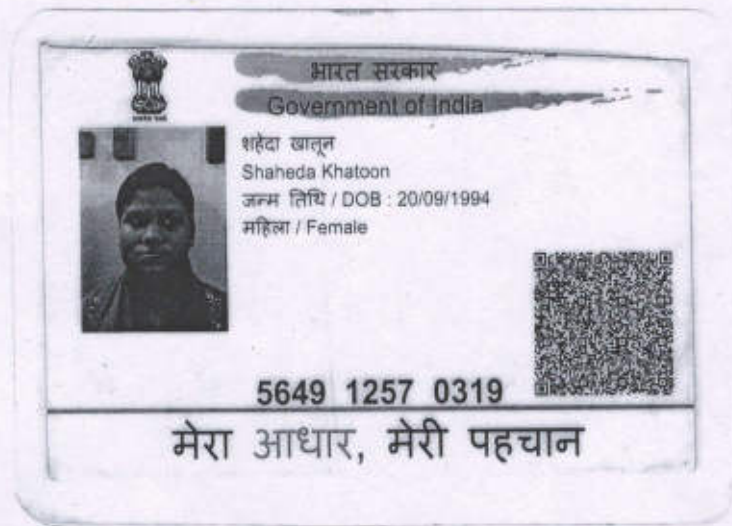 भारत सरकार
Government of India
शहेदा खातून
Shaheda Khatoon
जन्म तिथि / DOB : 20/09/1994
महिला / Female
5649 1257 0319
मेरा आधार, मेरी पहचान